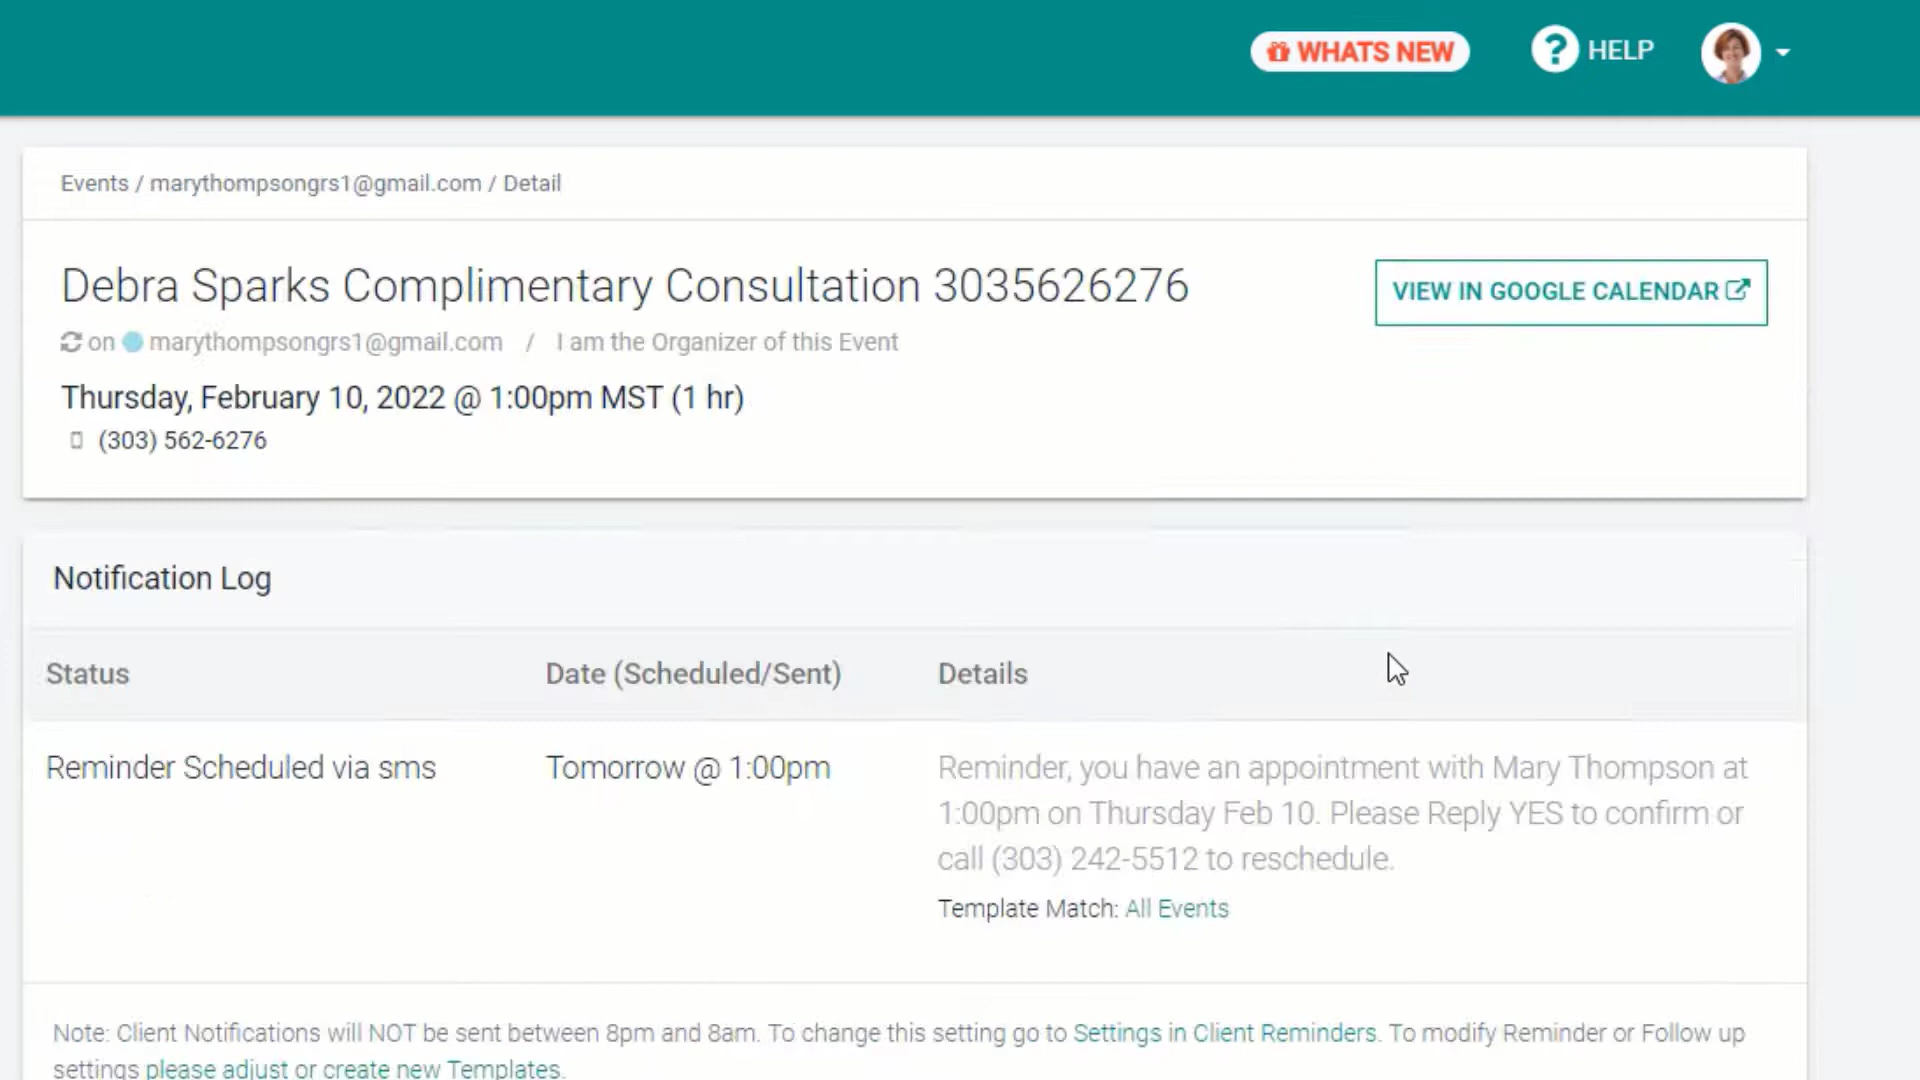 WHATS NEW
? HELP
Events / marythompsongrs1@gmail.com / Detail
Debra Sparks Complimentary Consultation 3035626276
VIEW IN GOOGLE CALENDAR
on marythompsongrs1@gmail.com / I am the Organizer of this Event
Thursday, February 10, 2022 @ 1:00pm MST (1 hr)
(303) 562-6276
Notification Log
Status Date (Scheduled/Sent) Details
Reminder Scheduled via sms Tomorrow @ 1:00pm Reminder, you have an appointment with Mary Thompson at
1:00pm on Thursday Feb 10. Please Reply YES to confirm or
call (303) 242-5512 to reschedule.
Template Match: All Events
Note: Client Notifications will NOT be sent between 8pm and 8am. To change this setting go to Settings in Client Reminders. To modify Reminder or Follow up
settings please adjust or create new Templates.